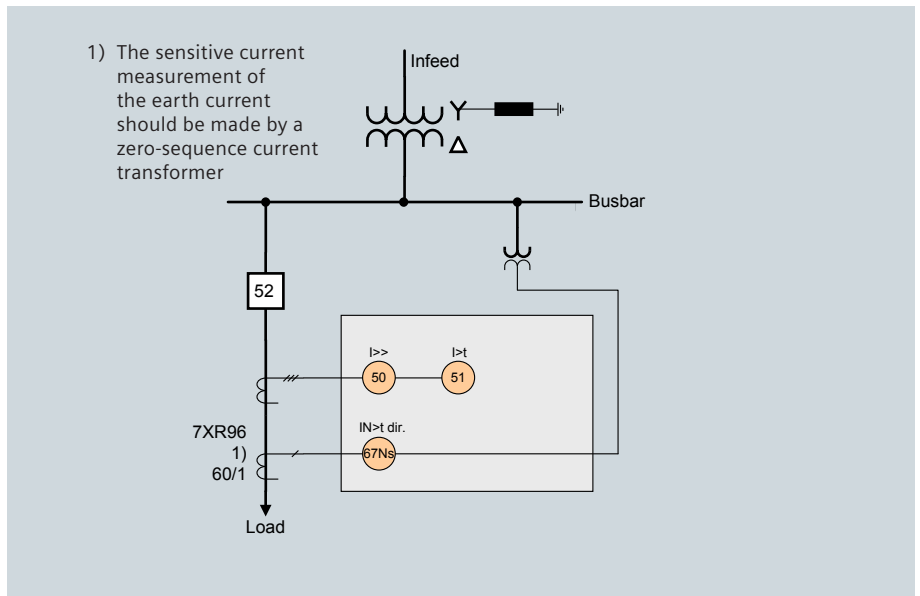 1) The sensitive current
measurement of
the earth current
should be made by a
zero-sequence current
transformer
Infeed
Busbar
52
I>>
I>t
50
51
IN>t dir.
67Ns
7XR96
1)
60/1
Load